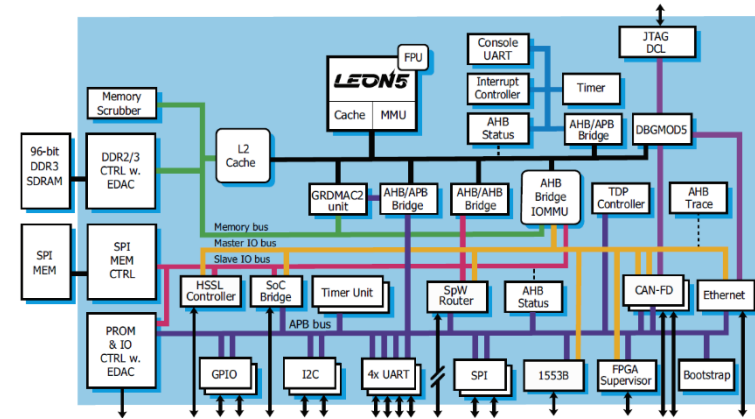 JTAG
DCL
Console
UART
FPU
LEON5
Cache
MMU
Interrupt
Controller
Timer
Memory
Scrubber
AHB
Status
AHB/APB
Bridge
DBGMOD5
96-bit
DDR3
SDRAM
DDR2/3
CTRL w.
EDAC
L2
Cache
GRDMAC2
unit
AHB/APB
Bridge
AHB/AHB
Bridge
AHB
Bridge
IOMMU
TDP
Controller
AHB
Trace
Memory bus
Master IO bus
Slave IO bus
SPI
MEM
SPI
MEM
CTRL
HSSL
Controller
SoC
Bridge
Timer Unit
SpW
Router
AHB
Status
CAN-FD
Ethernet
APB bus
PROM
& IO
CTRL w.
EDAC
GPIO
I2C
4x UART
SPI
1553B
FPGA
Supervisor
Bootstrap